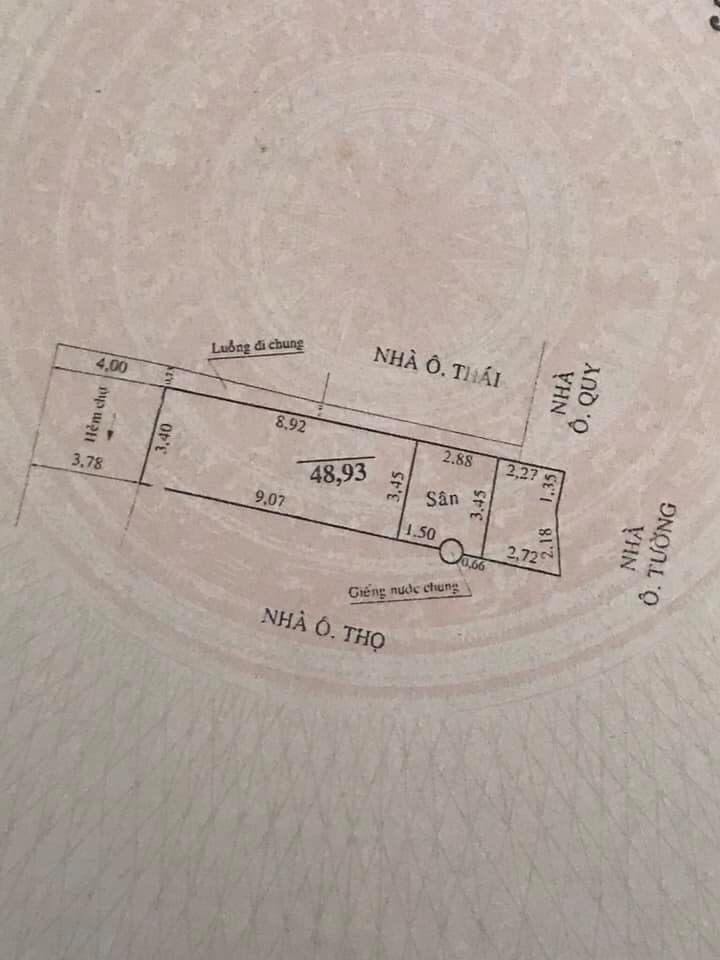 Luồng đi chung
NHÀ Ô. THÁI
NHÀ
Ô. QUY
4,00
Hẻm chợ
3,40
8,92
3,78
48,93
9,07
3,45
2.88
Sân
3,45
1.50
0,66
2,27
1,35
2,18
2,72
Giếng nước chung
NHÀ Ô. THỌ
NHÀ
Ô. TƯỜNG